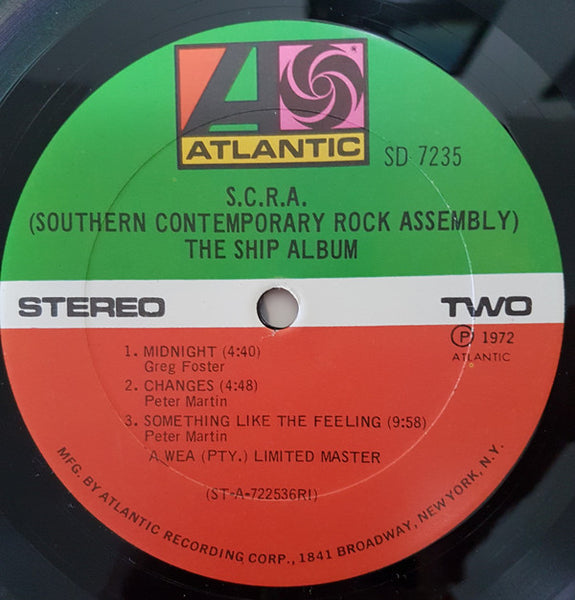 ATLANTIC
SD 7235
S.C.R.A.
(SOUTHERN CONTEMPORARY ROCK ASSEMBLY)
THE SHIP ALBUM
STEREO
TWO
Ⓟ 1972
ATLANTIC
1. MIDNIGHT (4:40)
Greg Foster
2. CHANGES (4:48)
Peter Martin
3. SOMETHING LIKE THE FEELING (9:58)
Peter Martin
A WEA (PTY.) LIMITED MASTER
(ST-A-722536RI)
MFG. BY ATLANTIC RECORDING CORP., 1841 BROADWAY, NEW YORK, N.Y.